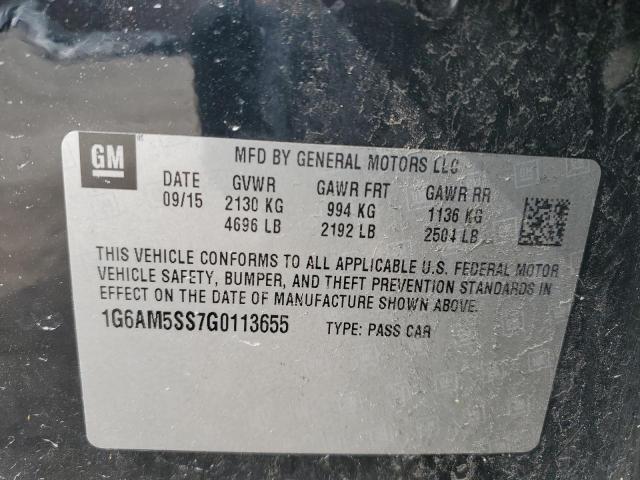 GM
MFD BY GENERAL MOTORS LLC
DATE GVWR GAWR FRT GAWR RR
09/15 2130 KG 994 KG 1136 KG
4696 LB 2192 LB 2504 LB
THIS VEHICLE CONFORMS TO ALL APPLICABLE U.S. FEDERAL MOTOR
VEHICLE SAFETY, BUMPER, AND THEFT PREVENTION STANDARDS IN
EFFECT ON THE DATE OF MANUFACTURE SHOWN ABOVE.
1G6AM5SS7G0113655 TYPE: PASS CAR